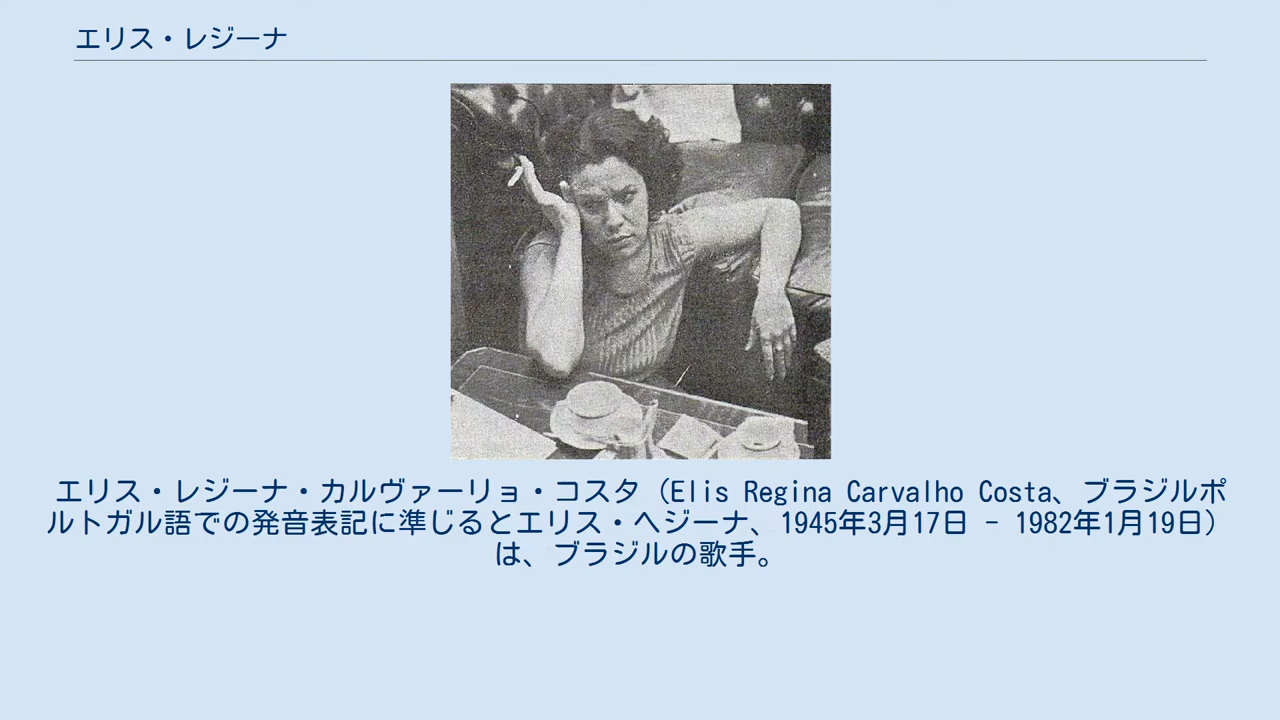 エリス・レジーナ
エリス・レジーナ・カルヴァーリョ・コスタ（Elis Regina Carvalho Costa、ブラジルポ
ルトガル語での発音表記に準じるとエリス・ヘジーナ、1945年3月17日 - 1982年1月19日）
は、ブラジルの歌手。